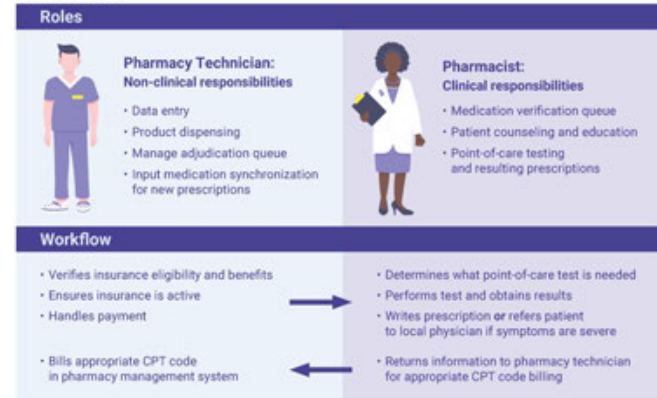 Roles
Pharmacy Technician:
Non-clinical responsibilities
• Data entry
• Product dispensing
• Manage adjudication queue
• Input medication synchronization
for new prescriptions
Pharmacist:
Clinical responsibilities
• Medication verification queue
• Patient counseling and education
• Point-of-care testing
and resulting prescriptions
Workflow
• Verifies insurance eligibility and benefits
• Ensures insurance is active
• Handles payment
• Determines what point-of-care test is needed
• Performs test and obtains results
• Writes prescription or refers patient
to local physician if symptoms are severe
• Returns information to pharmacy technician
for appropriate CPT code billing
• Bills appropriate CPT code
in pharmacy management system